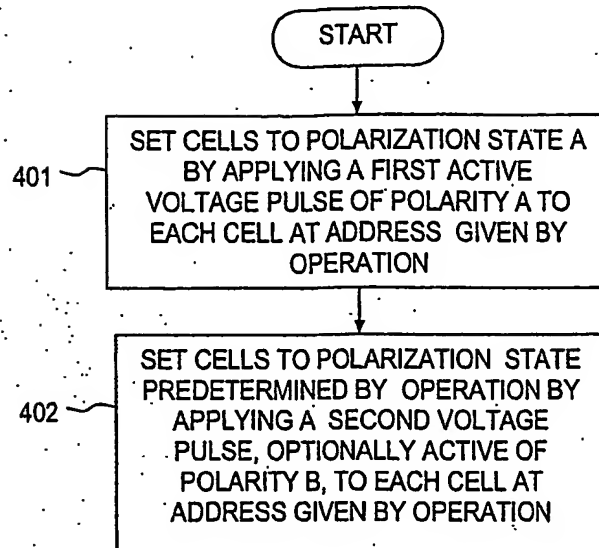 START
401
SET CELLS TO POLARIZATION STATE A
BY APPLYING A FIRST ACTIVE
VOLTAGE PULSE OF POLARITY A TO
EACH CELL AT ADDRESS GIVEN BY
OPERATION
402
SET CELLS TO POLARIZATION STATE
PREDETERMINED BY OPERATION BY
APPLYING A SECOND VOLTAGE
PULSE, OPTIONALLY ACTIVE OF
POLARITY B, TO EACH CELL AT
ADDRESS GIVEN BY OPERATION